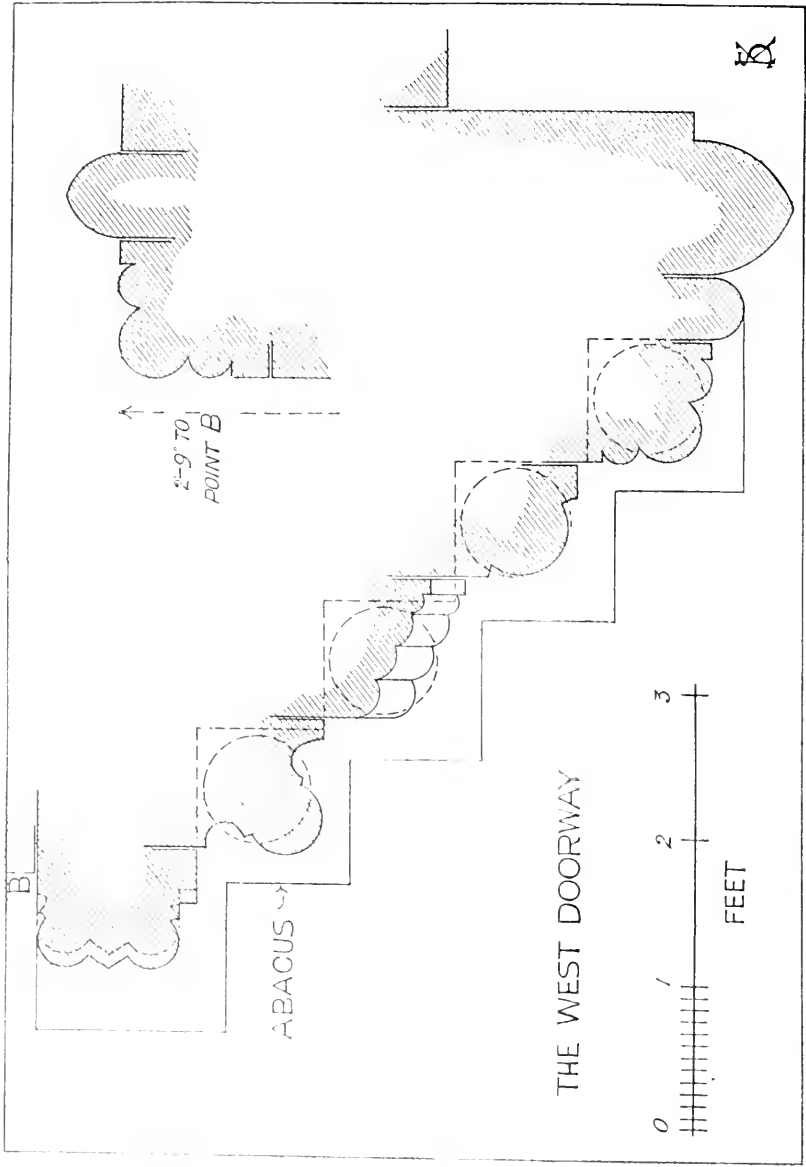 B
2'-9" TO
POINT B
ABACUS
THE WEST DOORWAY
0 1 2 3
FEET